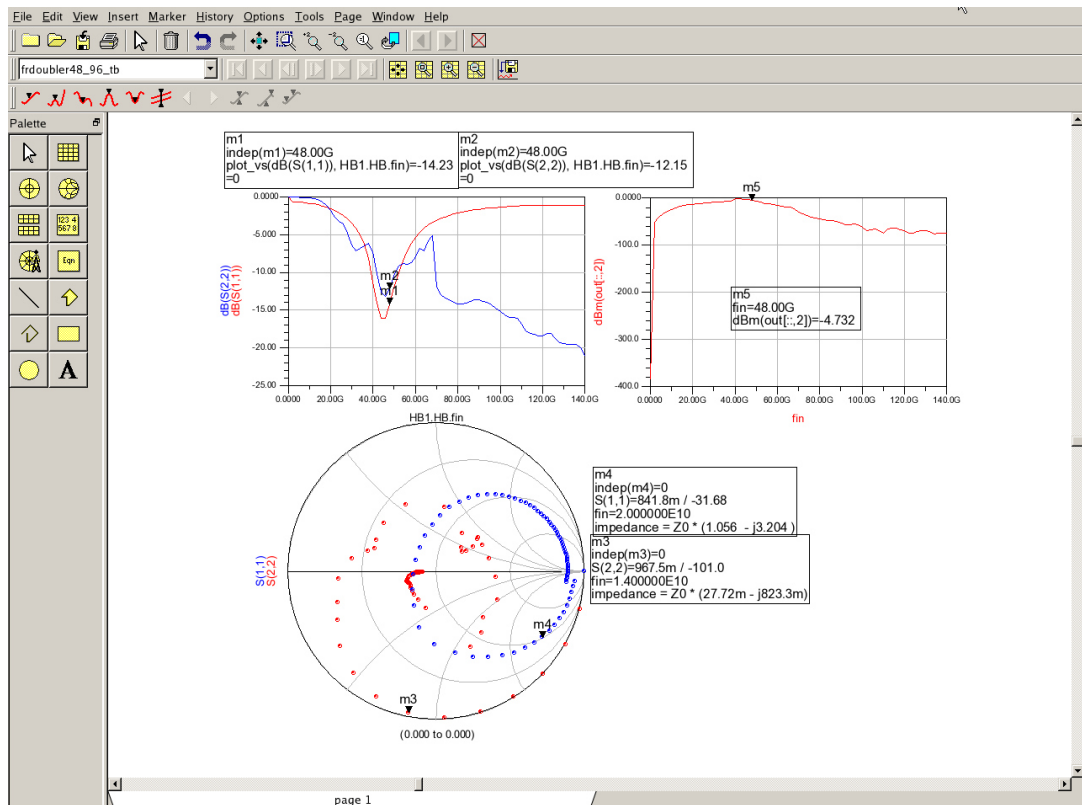 File Edit View Insert Marker History Options Tools Page Window Help
frdoubler48_96_tb
Palette
123 4
567 8
Eqn
A
m1
indep(m1)=48.00G
plot_vs(dB(S(1,1)), HB1.HB.fin)=-14.23
=0
m2
indep(m2)=48.00G
plot_vs(dB(S(2,2)), HB1.HB.fin)=-12.15
=0
0.0000
-5.000
-10.00
-15.00
-20.00
-25.00
dB(S(2,2))
dB(S(1,1))
m2
m1
0.0000 20.00G 40.00G 60.00G 80.00G 100.0G 120.0G 140.0G
HB1.HB.fin
m5
0.0000
-100.0
-200.0
-300.0
-400.0
dBm(out[::,2])
m5
fin=48.00G
dBm(out[::,2])=-4.732
0.0000 20.00G 40.00G 60.00G 80.00G 100.0G 120.0G 140.0G
fin
S(1,1)
S(2,2)
m4
m3
(0.000 to 0.000)
m4
indep(m4)=0
S(1,1)=841.8m / -31.68
fin=2.000000E10
impedance = Z0 * (1.056 - j3.204 )
m3
indep(m3)=0
S(2,2)=967.5m / -101.0
fin=1.400000E10
impedance = Z0 * (27.72m - j823.3m)
page 1